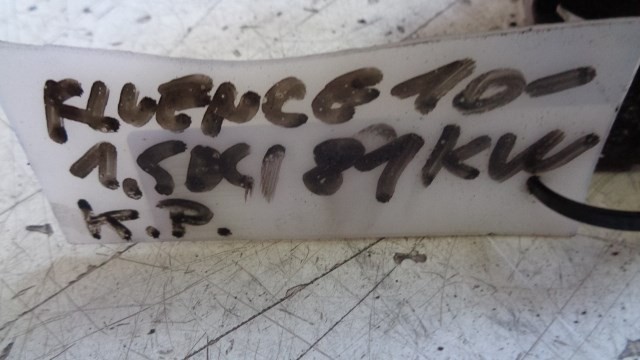 FLUENCE 10-
1,5DCI 81KW
K.P.